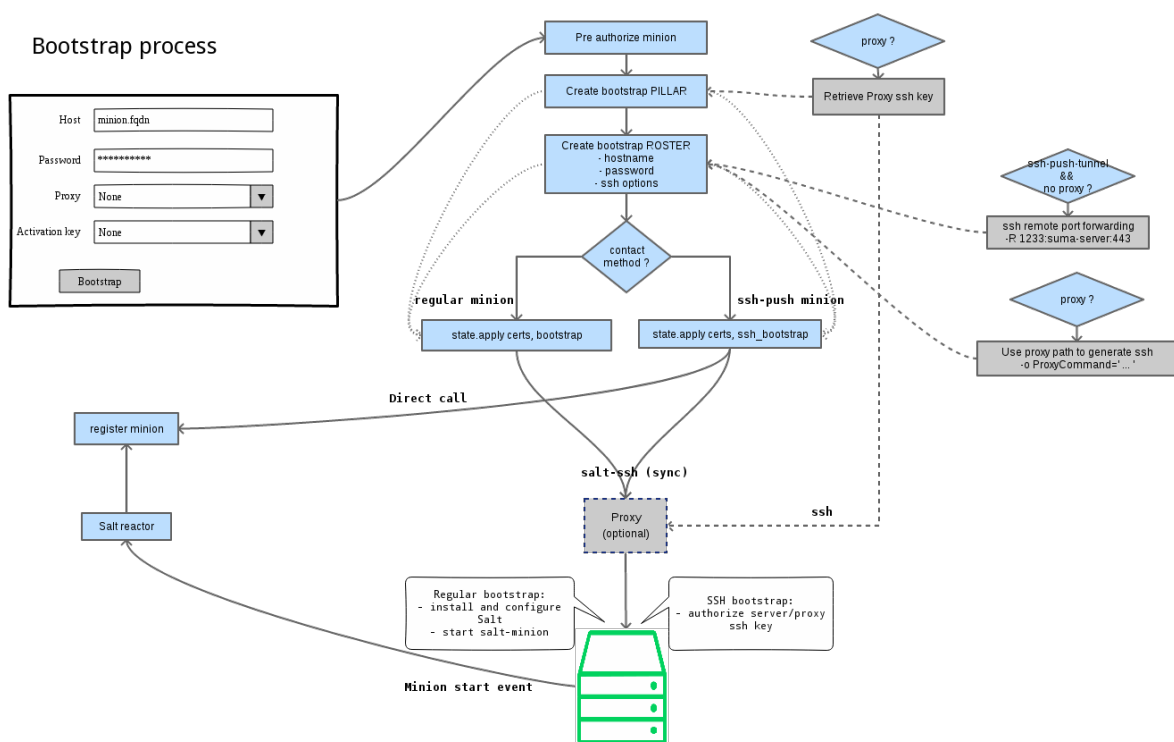 Bootstrap process
Host
minion.fqdn
Password
**********
Proxy
None
Activation key
None
Bootstrap
Pre authorize minion
Create bootstrap PILLAR
Create bootstrap ROSTER
- hostname
- password
- ssh options
contact
method ?
regular minion
ssh-push minion
state.apply certs, bootstrap
state.apply certs, ssh_bootstrap
proxy ?
Retrieve Proxy ssh key
ssh-push-tunnel
&&
no proxy ?
ssh remote port forwarding
-R 1233:suma-server:443
proxy ?
Use proxy path to generate ssh
-o ProxyCommand=' ... '
Direct call
register minion
salt-ssh (sync)
Salt reactor
Proxy
(optional)
ssh
Regular bootstrap:
- install and configure
Salt
- start salt-minion
SSH bootstrap:
- authorize server/proxy
ssh key
Minion start event